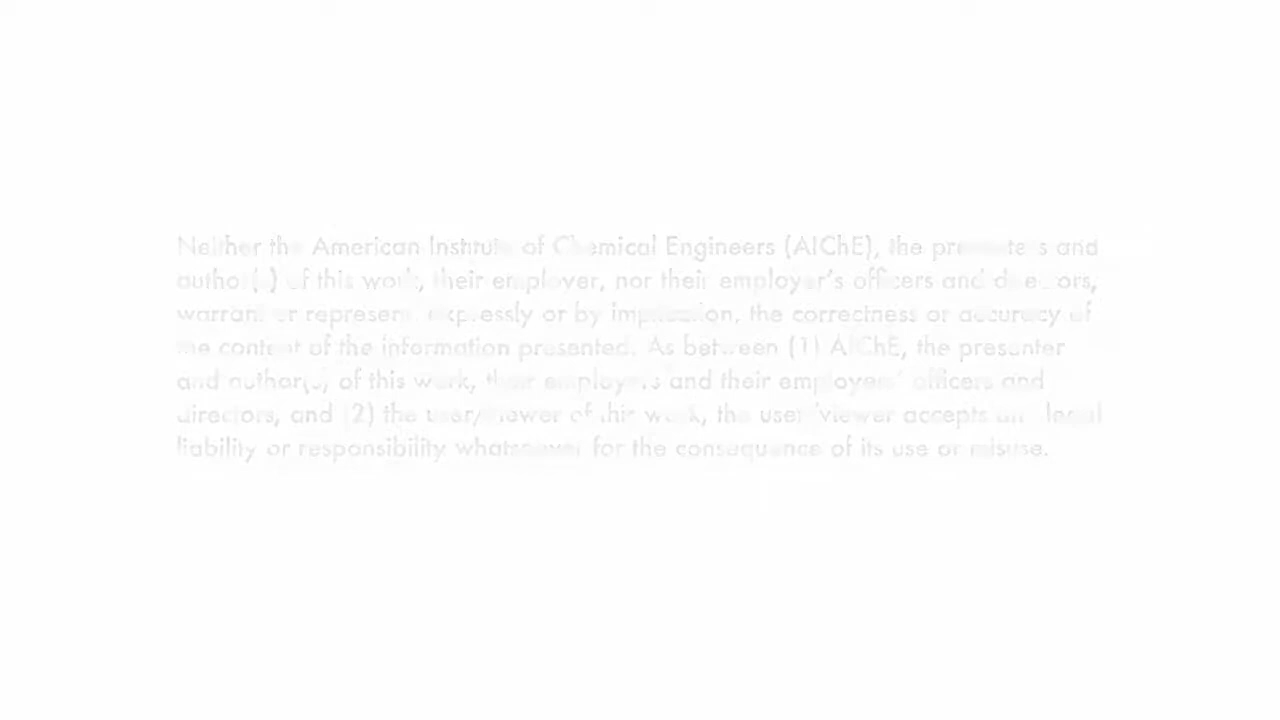 Neither the American Institute of Chemical Engineers (AIChE), the presenters and
author(s) of this work, their employer, nor their employer's officers and directors,
warrant or represent, expressly or by implication, the correctness or accuracy of
the content of the information presented. As between (1) AIChE, the presenter
and author(s) of this work, their employers and their employers' officers and
directors, and (2) the user/viewer of this work, the user/viewer accepts any legal
liability or responsibility whatsoever for the consequence of its use or misuse.